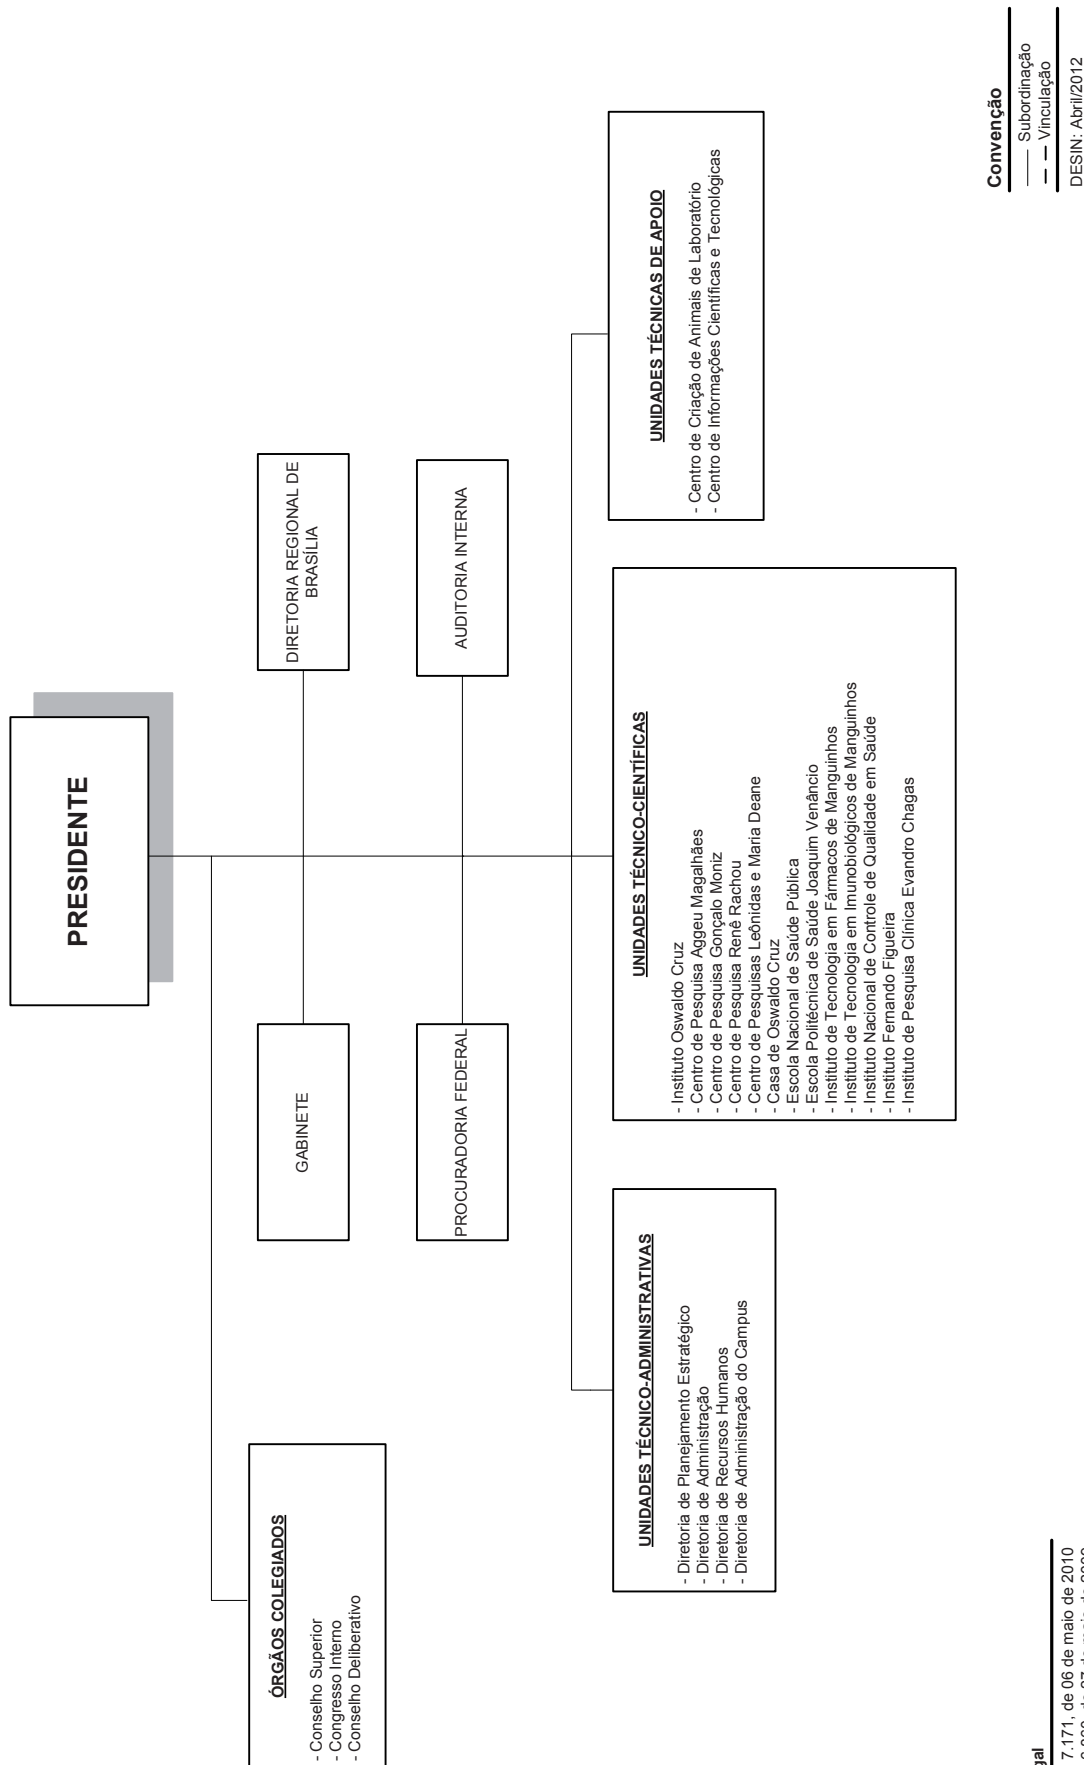 PRESIDENTE
ÓRGÃOS COLEGIADOS
- Conselho Superior
- Congresso Interno
- Conselho Deliberativo
GABINETE
DIRETORIA REGIONAL DE
BRASÍLIA
PROCURADORIA FEDERAL
AUDITORIA INTERNA
UNIDADES TÉCNICO-ADMINISTRATIVAS
- Diretoria de Planejamento Estratégico
- Diretoria de Administração
- Diretoria de Recursos Humanos
- Diretoria de Administração do Campus
UNIDADES TÉCNICO-CIENTÍFICAS
- Instituto Oswaldo Cruz
- Centro de Pesquisa Aggeu Magalhães
- Centro de Pesquisa Gonçalo Moniz
- Centro de Pesquisa Renê Rachou
- Centro de Pesquisas Leônidas e Maria Deane
- Casa de Oswaldo Cruz
- Escola Nacional de Saúde Pública
- Escola Politécnica de Saúde Joaquim Venâncio
- Instituto de Tecnologia em Fármacos de Manguinhos
- Instituto de Tecnologia em Imunobiológicos de Manguinhos
- Instituto Nacional de Controle de Qualidade em Saúde
- Instituto Fernando Figueira
- Instituto de Pesquisa Clínica Evandro Chagas
UNIDADES TÉCNICAS DE APOIO
- Centro de Criação de Animais de Laboratório
- Centro de Informações Científicas e Tecnológicas
gal
7.171, de 06 de maio de 2010
Convenção
Subordinação
Vinculação
DESIN: Abril/2012